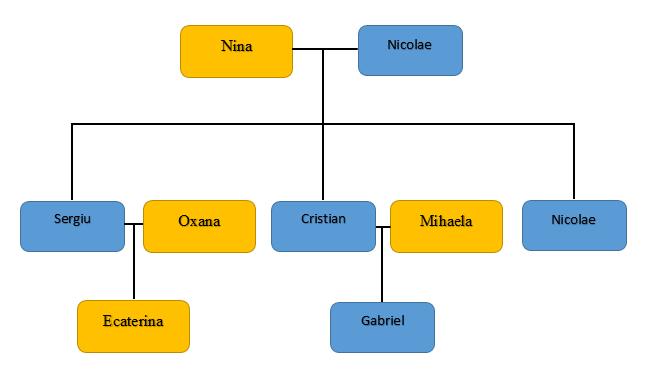 Nina
Nicolae
Sergiu
Oxana
Cristian
Mihaela
Nicolae
Ecaterina
Gabriel